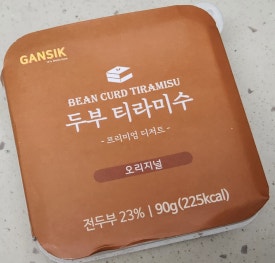 GANSIK
BEAN CURD TIRAMISU
두부 티라미수
- 프리미엄 디저트 -
오리지널
전두부 23% | 90g (225kcal)